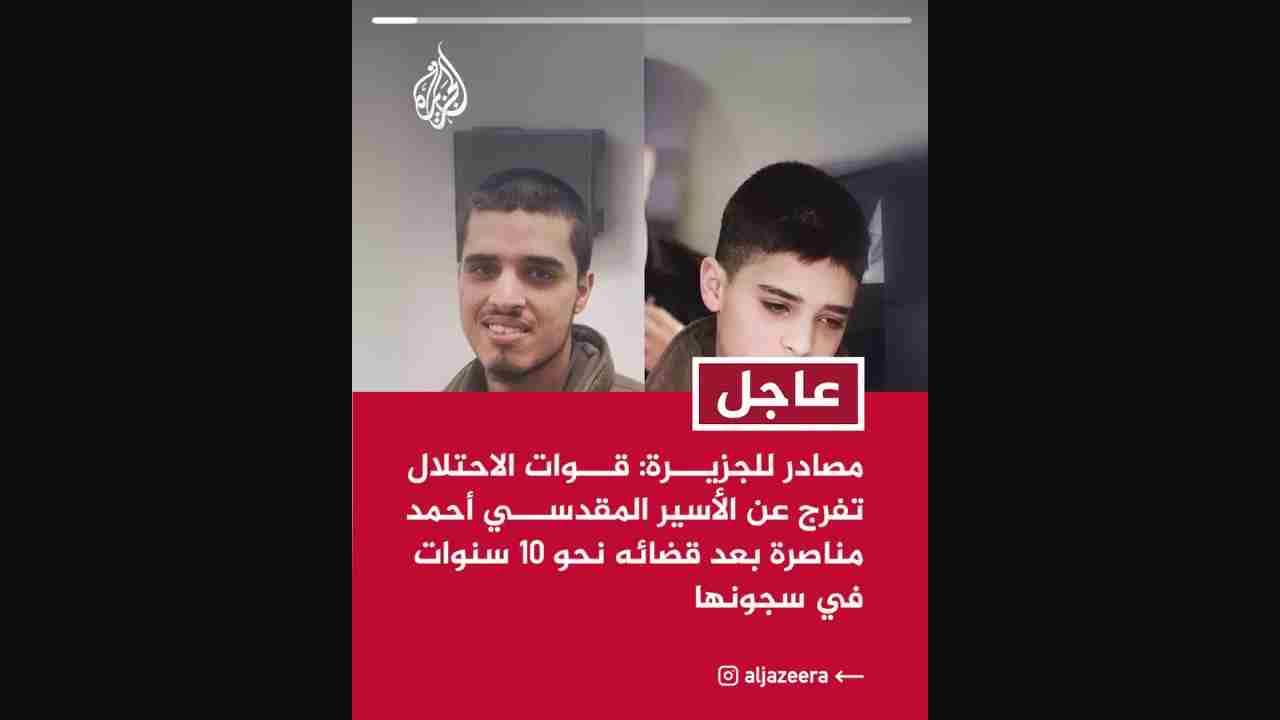 الجزيرة
عاجل
مصادر للجزيـــرة: قـــوات الاحتلال
تفرج عن الأسير المقدســـي أحمد
مناصرة بعد قضائه نحو 10 سنوات
في سجونها
aljazeera